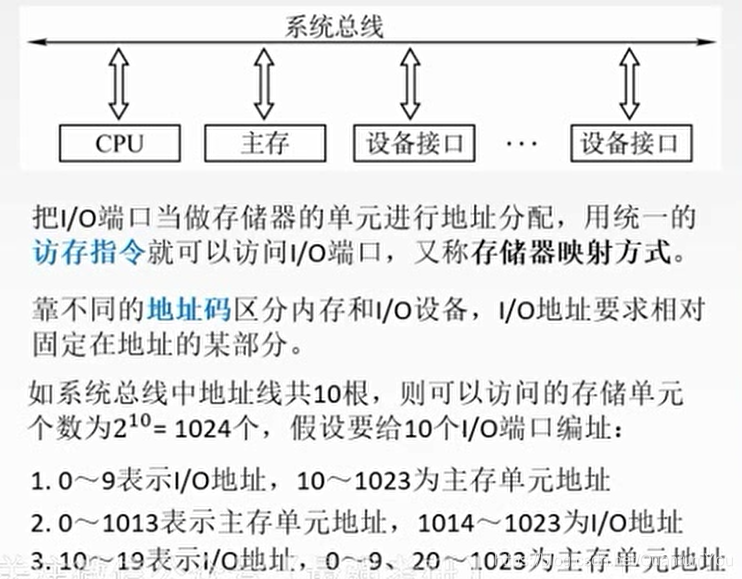 系统总线
CPU
主存
设备接口
···
设备接口
把I/O端口当做存储器的单元进行地址分配，用统一的
访存指令就可以访问I/O端口，又称存储器映射方式。
靠不同的地址码区分内存和I/O设备，I/O地址要求相对
固定在地址的某部分。
如系统总线中地址线共10根，则可以访问的存储单元
个数为2¹⁰= 1024个，假设要给10个I/O端口编址：
1. 0～9表示I/O地址，10～1023为主存单元地址
2. 0～1013表示主存单元地址，1014～1023为I/O地址
3. 10～19表示I/O地址，0～9、20～1023为主存单元地址